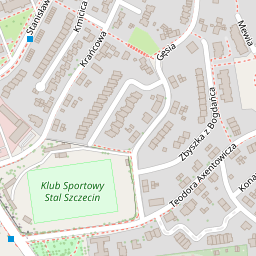 Stanisław
Kmicica
Krańcowa
Gęsia
Mewia
Zbyszka z Bogdańca
Teodora Axentowicza
Kona
Klub Sportowy
Stal Szczecin